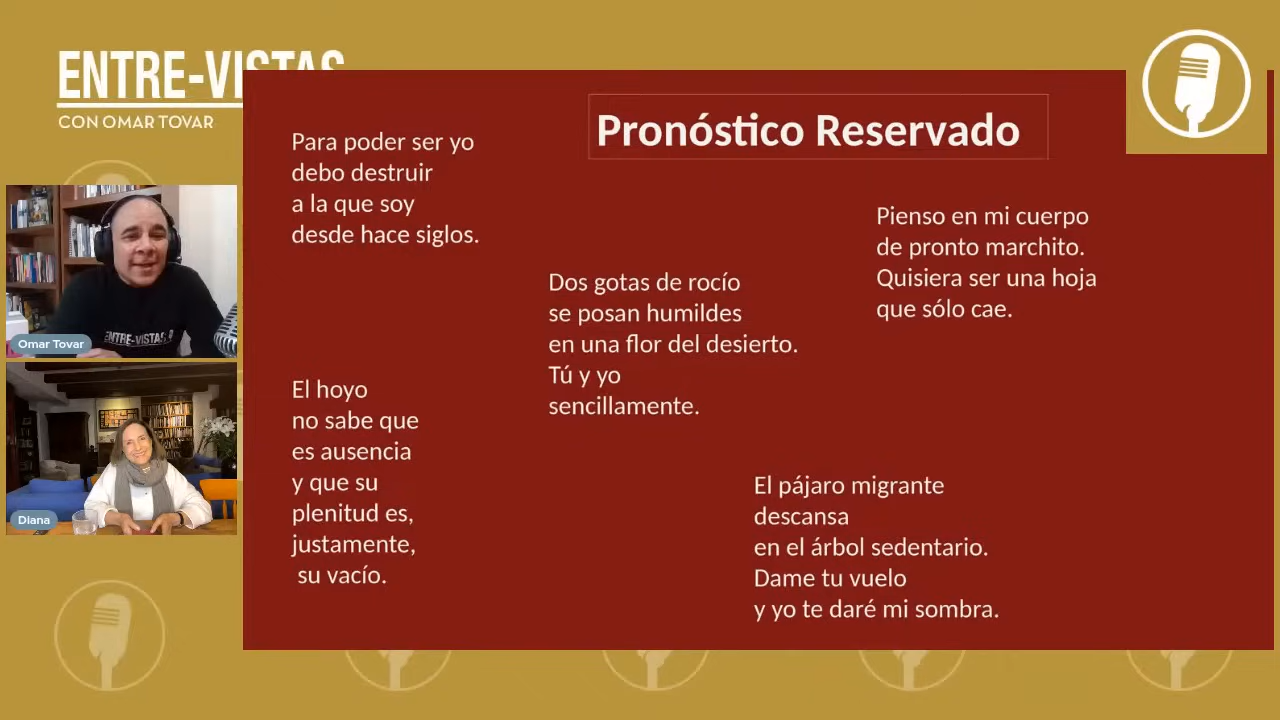 ENTRE-VISTAS
CON OMAR TOVAR
Pronóstico Reservado
Para poder ser yo
debo destruir
a la que soy
desde hace siglos.
Pienso en mi cuerpo
de pronto marchito.
Quisiera ser una hoja
que sólo cae.
Dos gotas de rocío
se posan humildes
en una flor del desierto.
Tú y yo
sencillamente.
El hoyo
no sabe que
es ausencia
y que su
plenitud es,
justamente,
su vacío.
El pájaro migrante
descansa
en el árbol sedentario.
Dame tu vuelo
y yo te daré mi sombra.
ENTRE-VISTAS
Omar Tovar
Diana